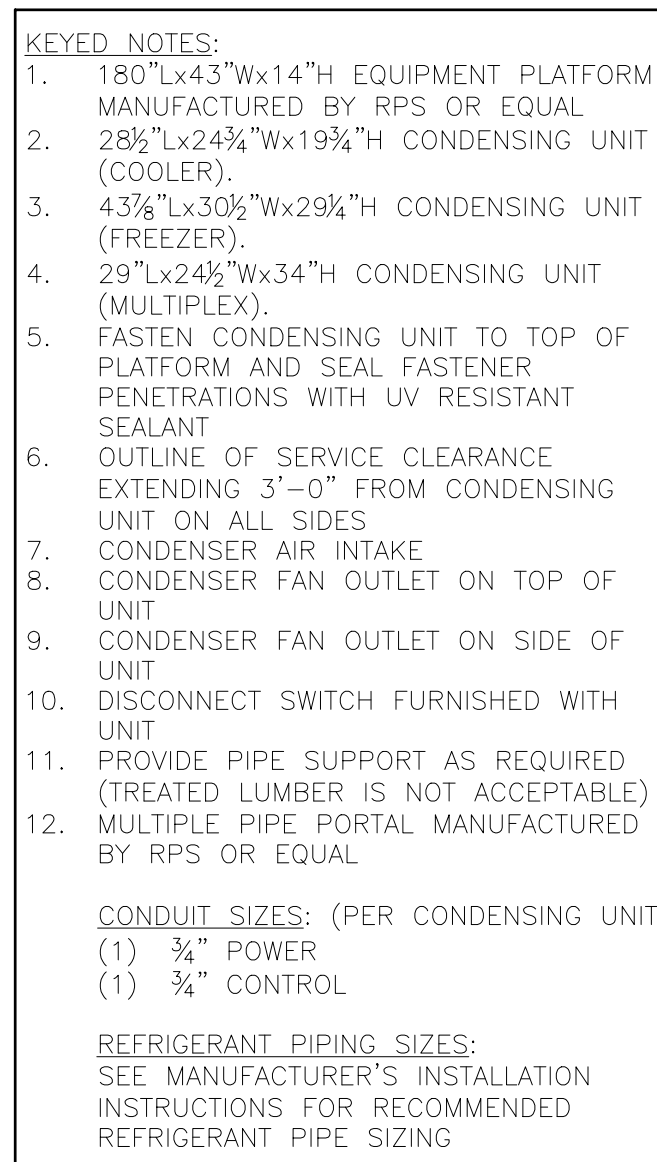 KEYED NOTES:
1. 180"Lx43"Wx14"H EQUIPMENT PLATFORM
MANUFACTURED BY RPS OR EQUAL
2. 28½"Lx24¾"Wx19¾"H CONDENSING UNIT
(COOLER).
3. 43⅞"Lx30½"Wx29¼"H CONDENSING UNIT
(FREEZER).
4. 29"Lx24½"Wx34"H CONDENSING UNIT
(MULTIPLEX).
5. FASTEN CONDENSING UNIT TO TOP OF
PLATFORM AND SEAL FASTENER
PENETRATIONS WITH UV RESISTANT
SEALANT
6. OUTLINE OF SERVICE CLEARANCE
EXTENDING 3'-0" FROM CONDENSING
UNIT ON ALL SIDES
7. CONDENSER AIR INTAKE
8. CONDENSER FAN OUTLET ON TOP OF
UNIT
9. CONDENSER FAN OUTLET ON SIDE OF
UNIT
10. DISCONNECT SWITCH FURNISHED WITH
UNIT
11. PROVIDE PIPE SUPPORT AS REQUIRED
(TREATED LUMBER IS NOT ACCEPTABLE)
12. MULTIPLE PIPE PORTAL MANUFACTURED
BY RPS OR EQUAL
CONDUIT SIZES: (PER CONDENSING UNIT
(1) ¾" POWER
(1) ¾" CONTROL
REFRIGERANT PIPING SIZES:
SEE MANUFACTURER'S INSTALLATION
INSTRUCTIONS FOR RECOMMENDED
REFRIGERANT PIPE SIZING